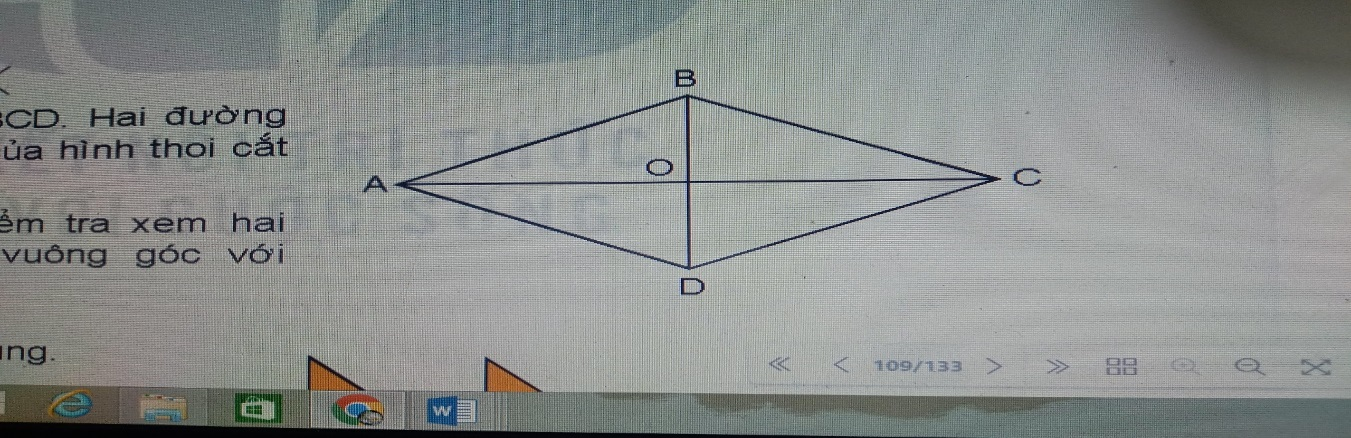 CD. Hai đường
ủa hình thoi cắt
ểm tra xem hai
vuông góc với
ng.
B
O
A
C
D
109/133
W